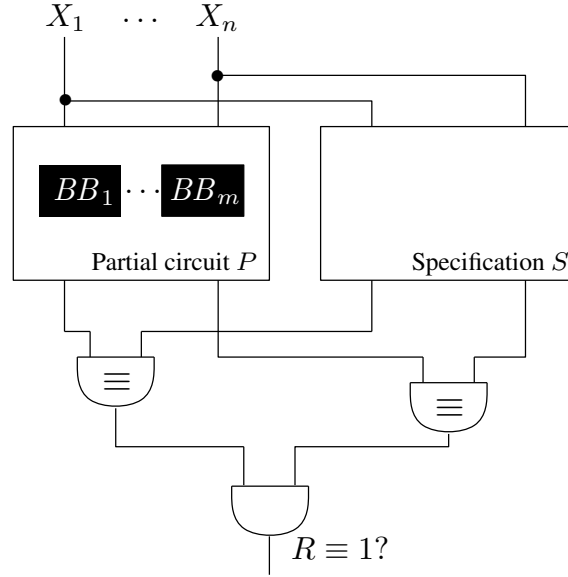 X₁ ⋯ Xₙ
BB₁ ⋯ BBₘ
Partial circuit P
Specification S
≡
≡
R ≡ 1?